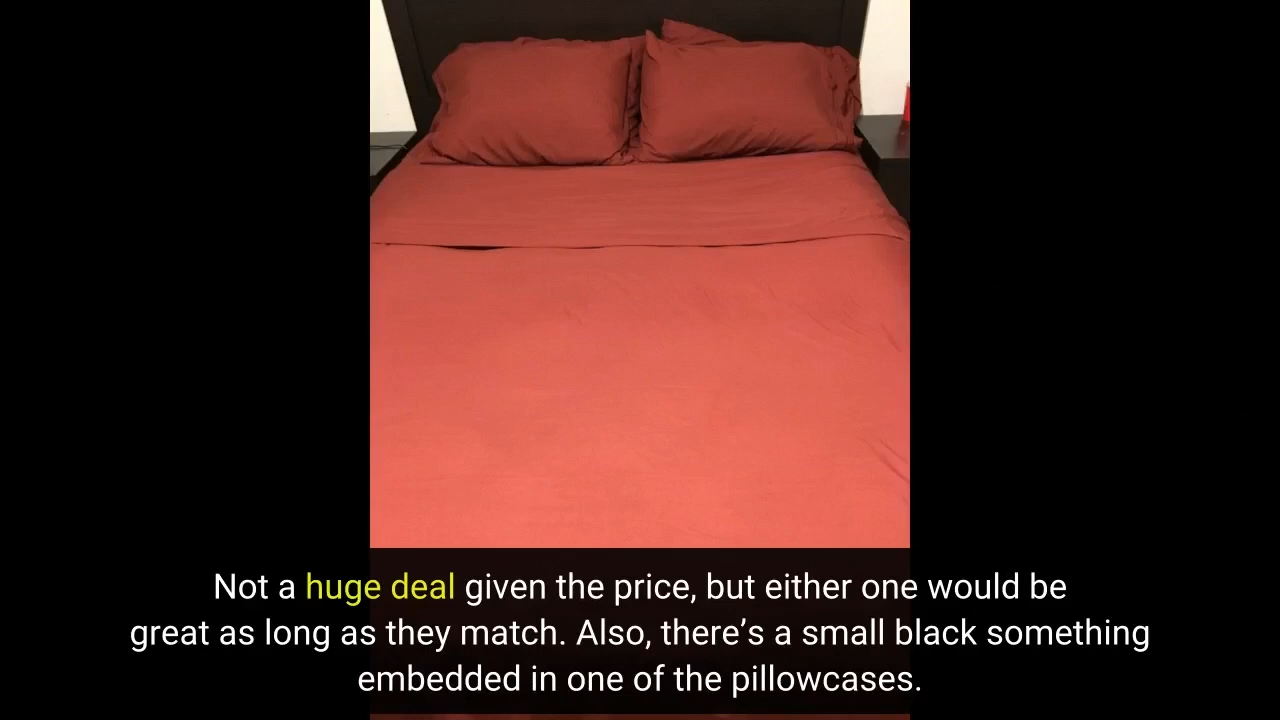 Not a huge deal given the price, but either one would be
great as long as they match. Also, there’s a small black something
embedded in one of the pillowcases.